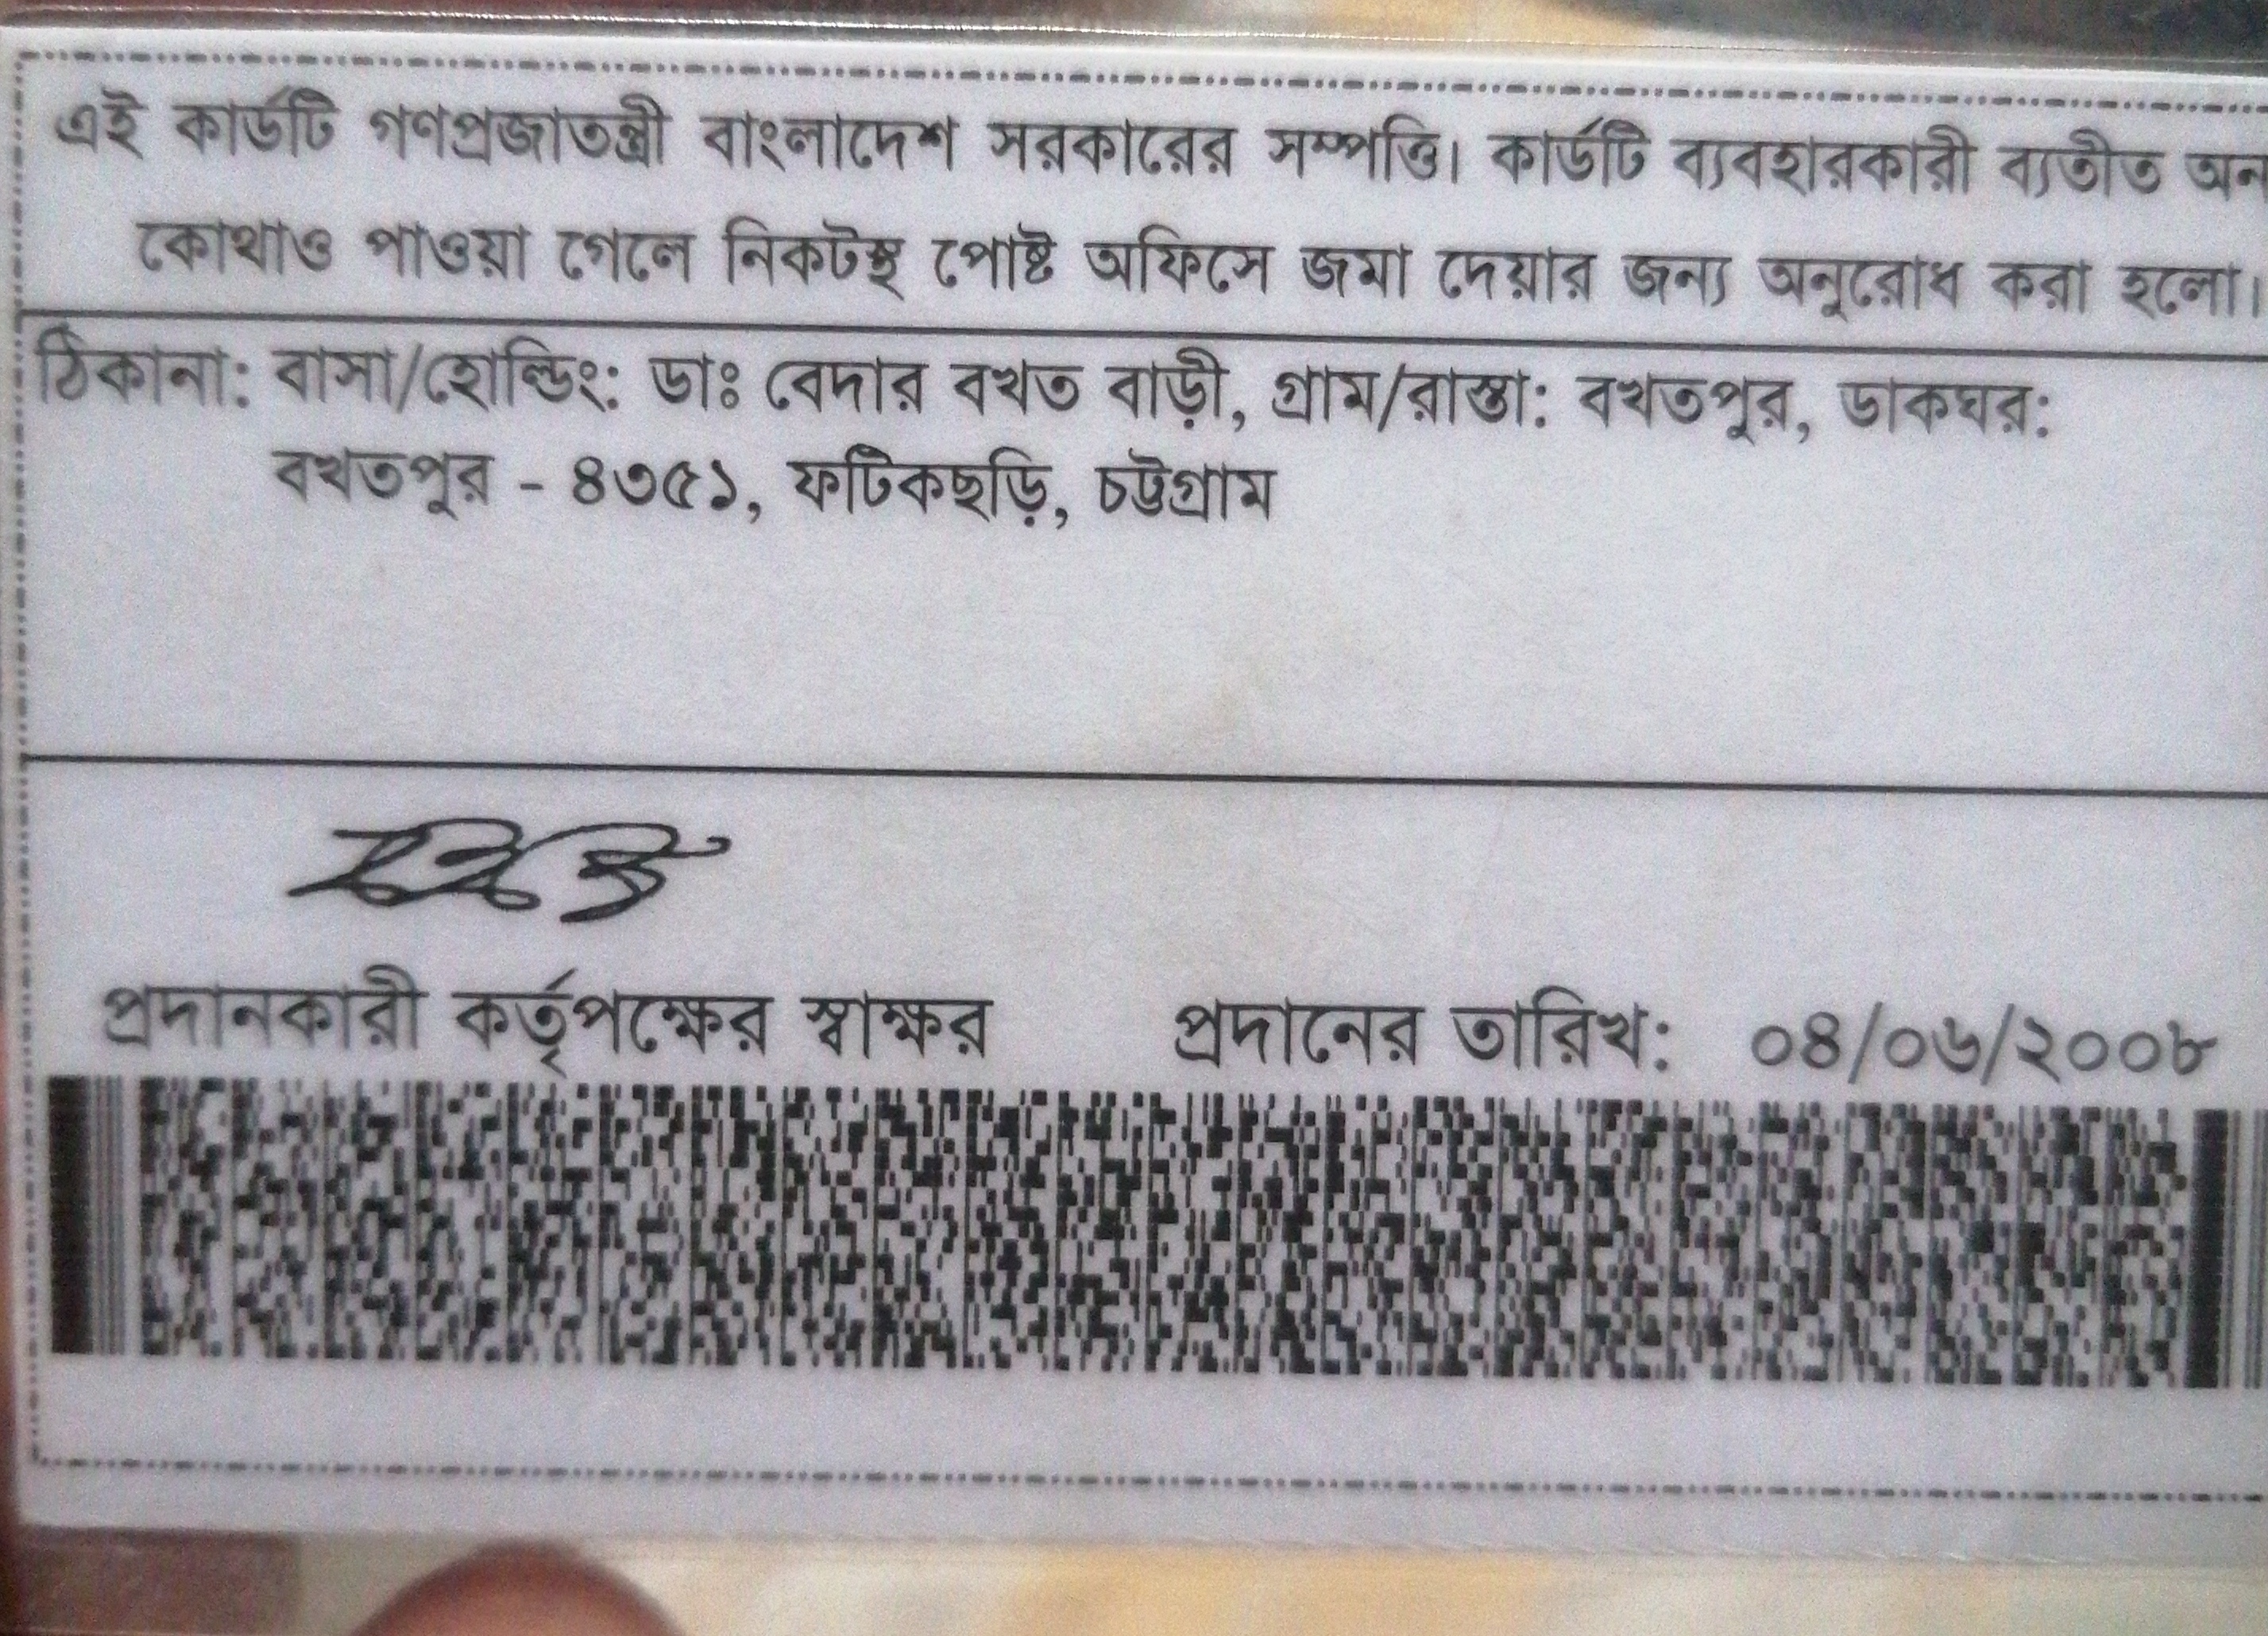 এই কার্ডটি গণপ্রজাতন্ত্রী বাংলাদেশ সরকারের সম্পত্তি। কার্ডটি ব্যবহারকারী ব্যতীত অন
কোথাও পাওয়া গেলে নিকটস্থ পোষ্ট অফিসে জমা দেয়ার জন্য অনুরোধ করা হলো।
ঠিকানা: বাসা/হোল্ডিং: ডাঃ বেদার বখত বাড়ী, গ্রাম/রাস্তা: বখতপুর, ডাকঘর:
বখতপুর - ৪৩৫১, ফটিকছড়ি, চট্টগ্রাম
প্রদানকারী কর্তৃপক্ষের স্বাক্ষর প্রদানের তারিখ: ০৪/০৬/২০০৮